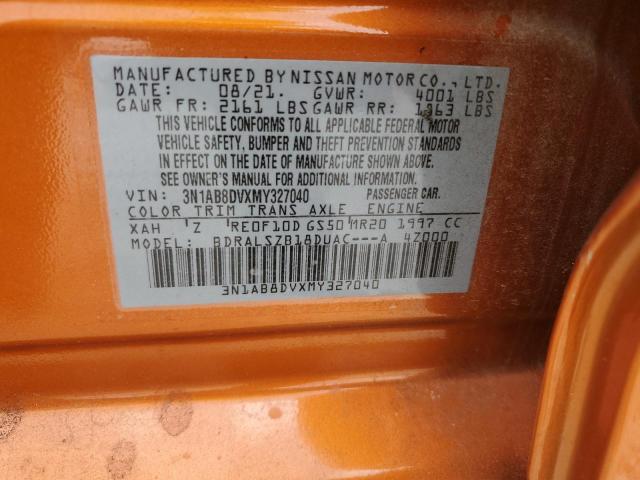 MANUFACTURED BY NISSAN MOTOR CO., LTD.
DATE: 08/21. GVWR: 4001 LBS
GAWR FR: 2161 LBS GAWR RR: 1863 LBS
THIS VEHICLE CONFORMS TO ALL APPLICABLE FEDERAL MOTOR
VEHICLE SAFETY, BUMPER AND THEFT PREVENTION STANDARDS
IN EFFECT ON THE DATE OF MANUFACTURE SHOWN ABOVE.
SEE OWNER'S MANUAL FOR ADDITIONAL INFORMATION.
VIN: 3N1AB8DVXMY327040 PASSENGER CAR.
COLOR TRIM TRANS AXLE ENGINE
XAH Z RE0F10D GS50 MR20 1997 CC
MODEL: BDRALSZB18DUAC---A 4Z000
3N1AB8DVXMY327040